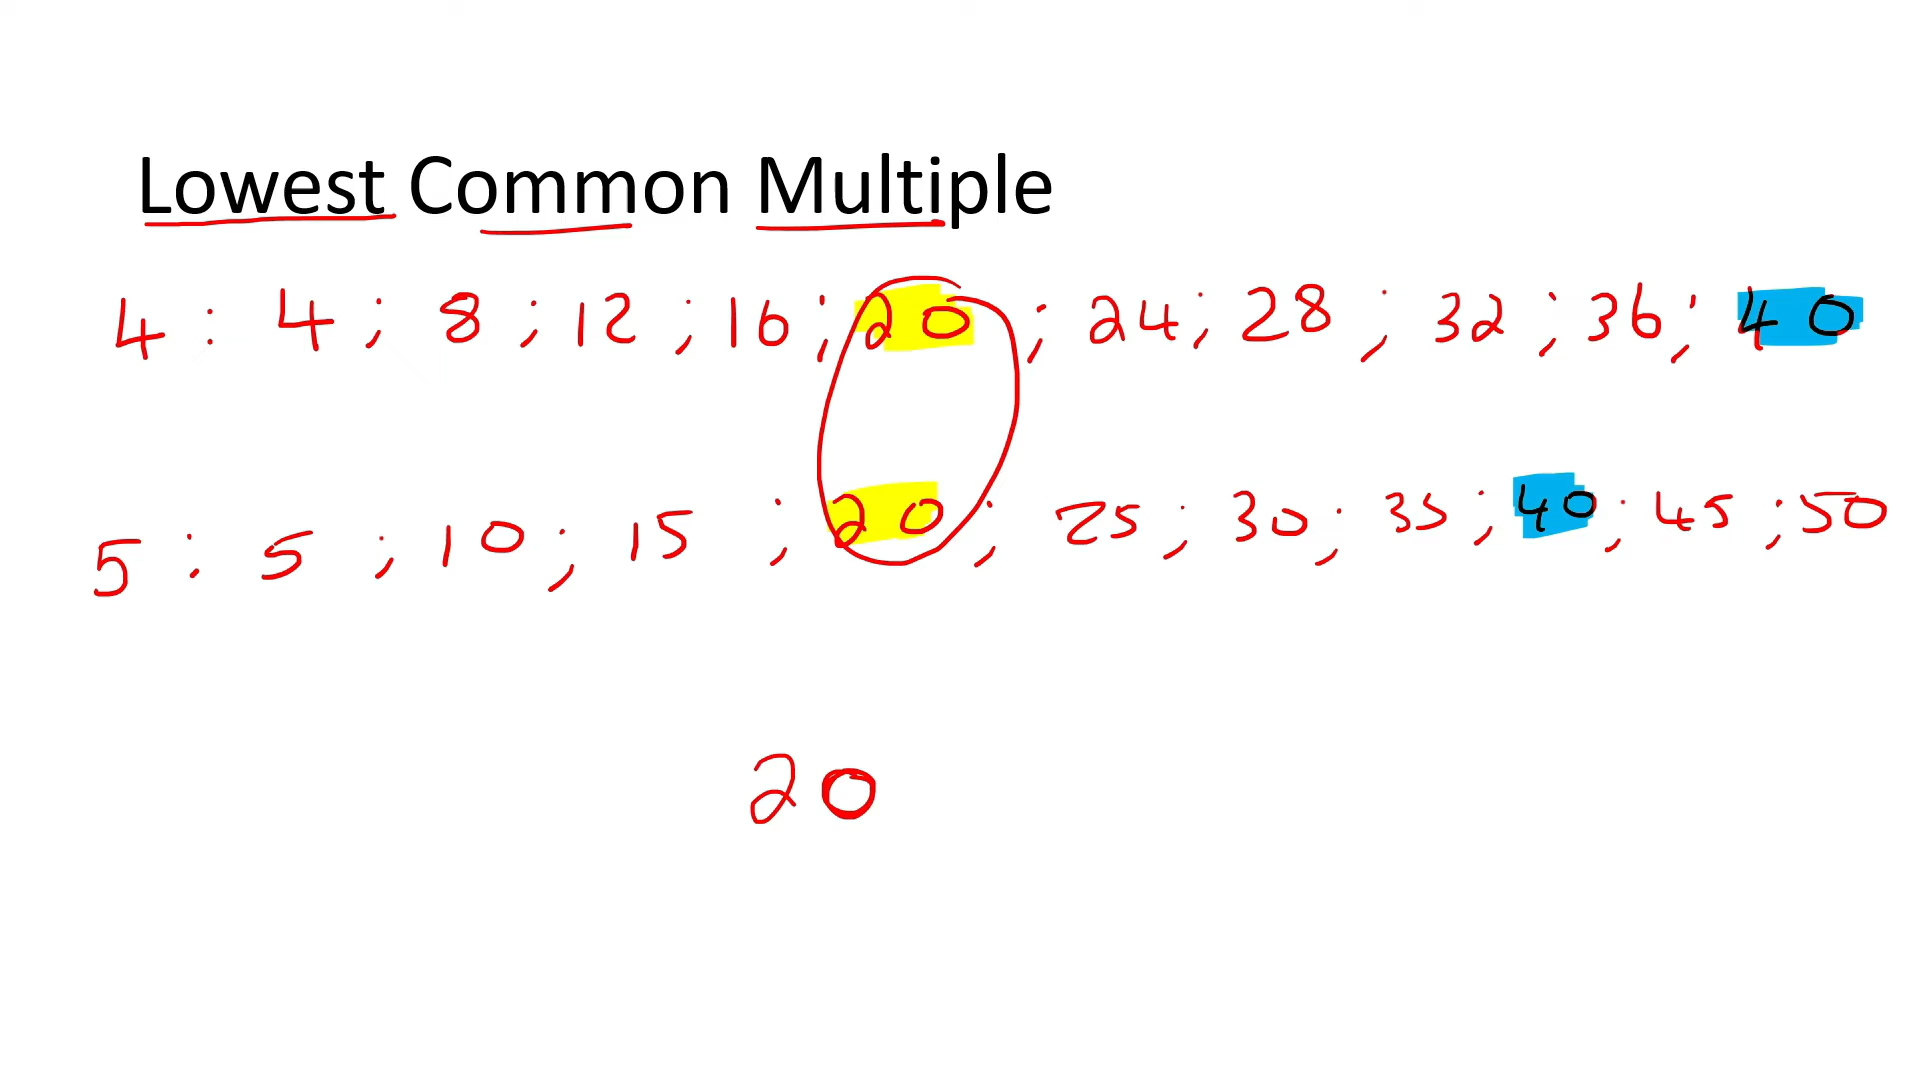 Lowest Common Multiple
4 : 4 ; 8 ; 12 ; 16 ; 20 ; 24 ; 28 ; 32 ; 36 ; 40
5 : 5 ; 10 ; 15 ; 20 ; 25 ; 30 ; 35 ; 40 ; 45 ; 50
20